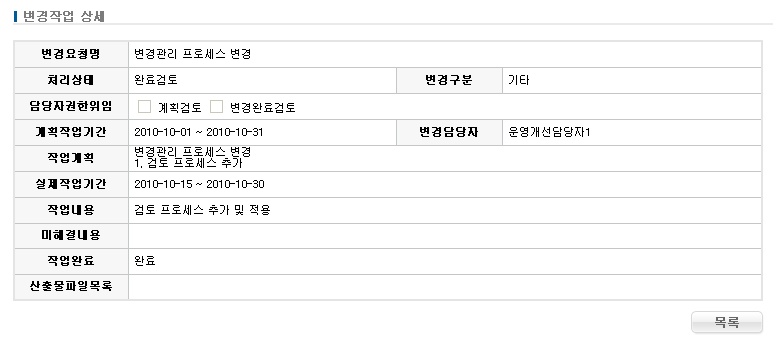 변경작업 상세
변경요청명 변경관리 프로세스 변경
처리상태 완료검토 변경구분 기타
담당자권한위임 계획검토 변경완료검토
계획작업기간 2010-10-01 ~ 2010-10-31 변경담당자 운영개선담당자1
작업계획 변경관리 프로세스 변경
1. 검토 프로세스 추가
실제작업기간 2010-10-15 ~ 2010-10-30
작업내용 검토 프로세스 추가 및 적용
미해결내용
작업완료 완료
산출물파일목록
목록